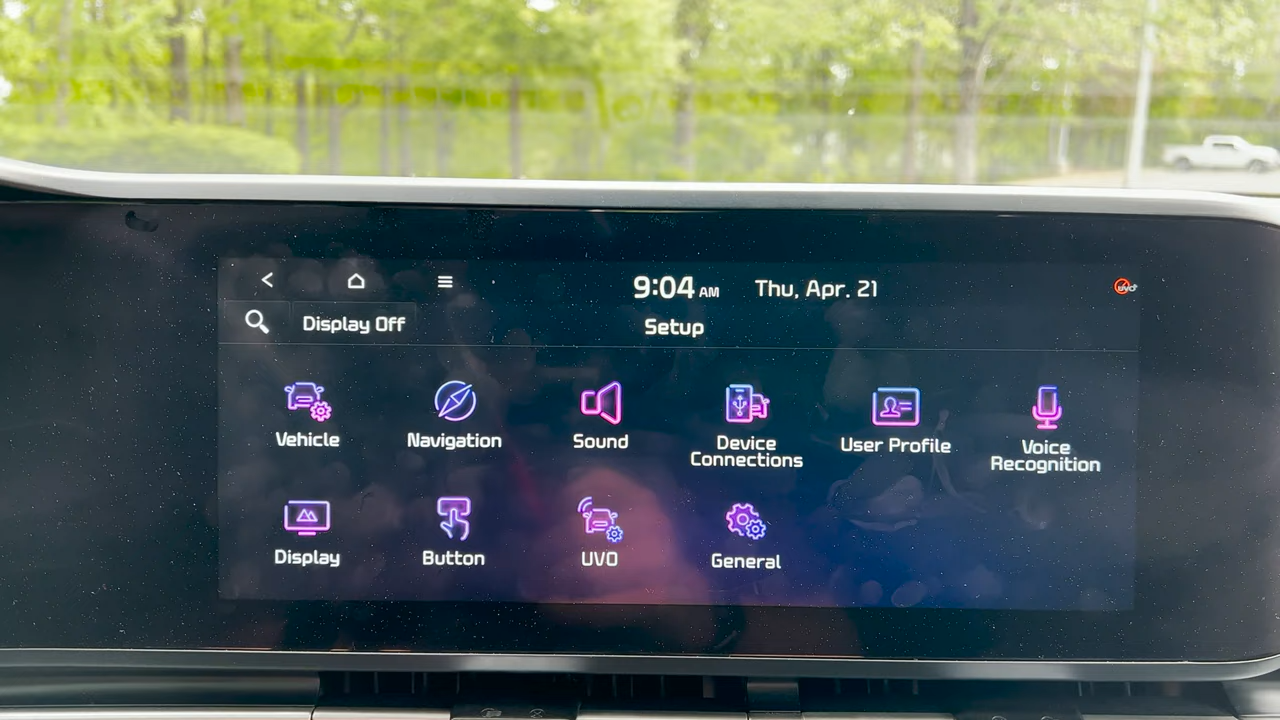 9:04 AM Thu, Apr. 21
UVO
Display Off
Setup
Vehicle
Navigation
Sound
Device
Connections
User Profile
Voice
Recognition
Display
Button
UVO
General